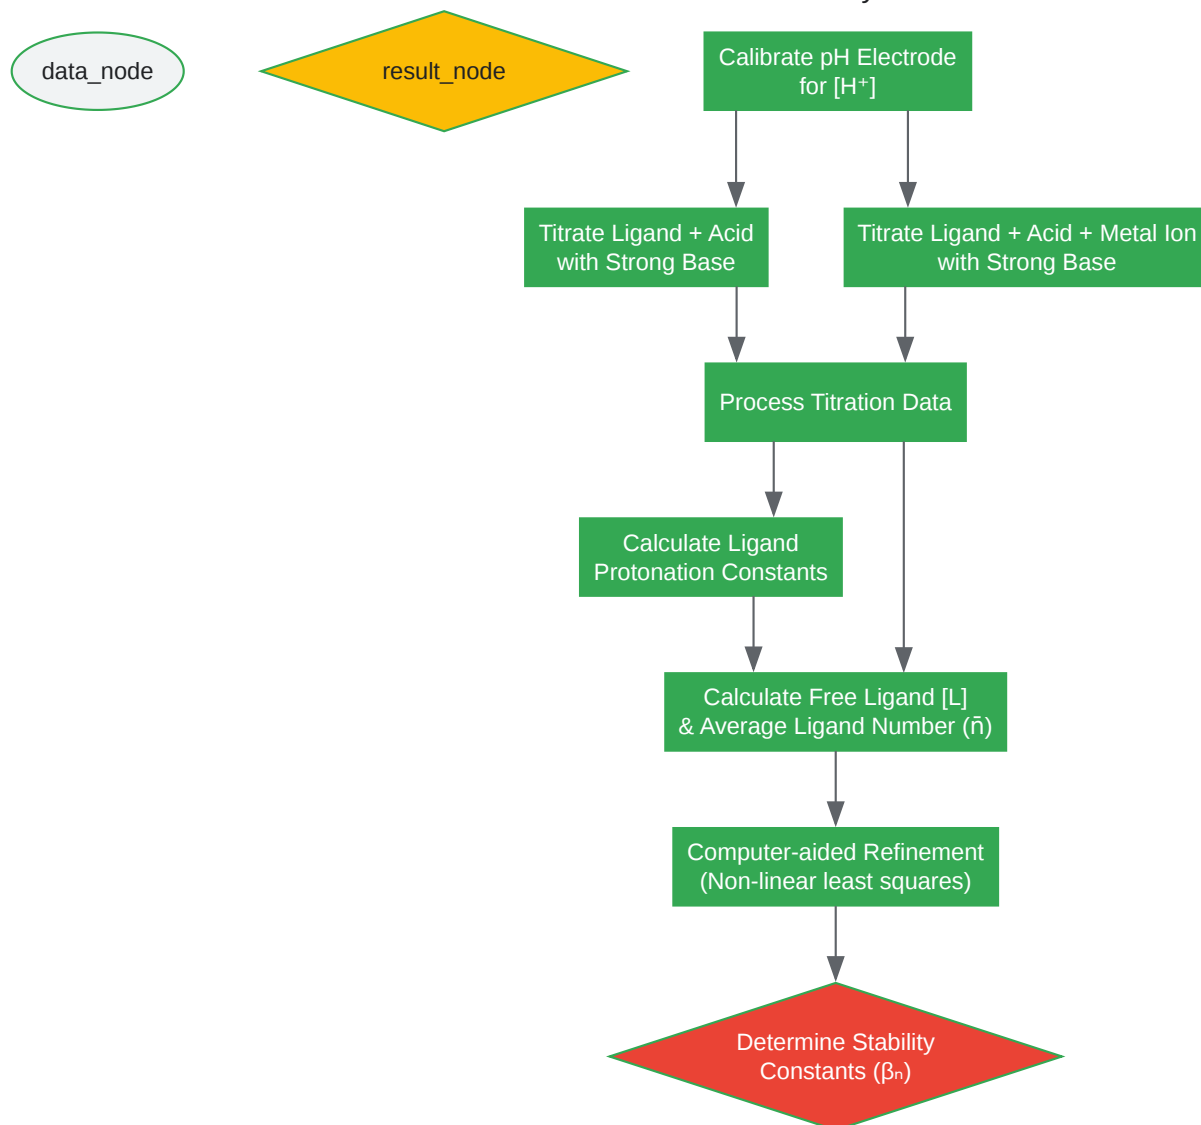 data_node
result_node
Calibrate pH Electrode
for [H⁺]
Titrate Ligand + Acid
with Strong Base
Titrate Ligand + Acid + Metal Ion
with Strong Base
Process Titration Data
Calculate Ligand
Protonation Constants
Calculate Free Ligand [L]
& Average Ligand Number (n̄)
Computer-aided Refinement
(Non-linear least squares)
Determine Stability
Constants (βₙ)